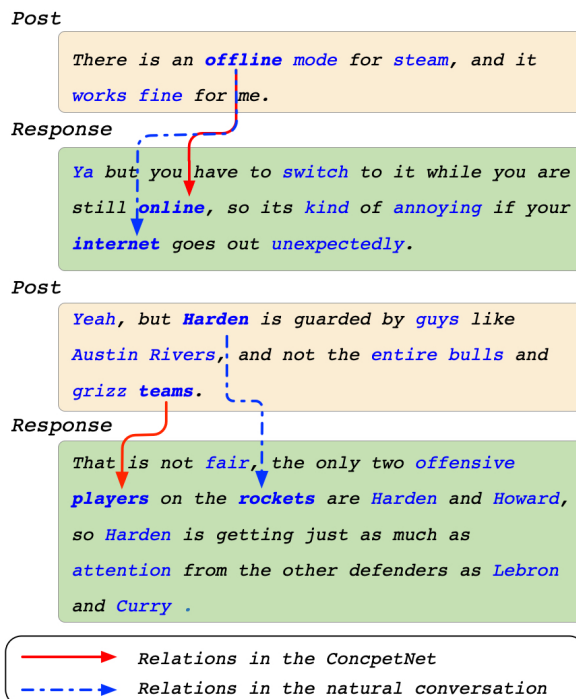 Post
There is an offline mode for steam, and it
works fine for me.
Response
Ya but you have to switch to it while you are
still online, so its kind of annoying if your
internet goes out unexpectedly.
Post
Yeah, but Harden is guarded by guys like
Austin Rivers, and not the entire bulls and
grizz teams.
Response
That is not fair, the only two offensive
players on the rockets are Harden and Howard,
so Harden is getting just as much as
attention from the other defenders as Lebron
and Curry .
Relations in the ConcpetNet
Relations in the natural conversation